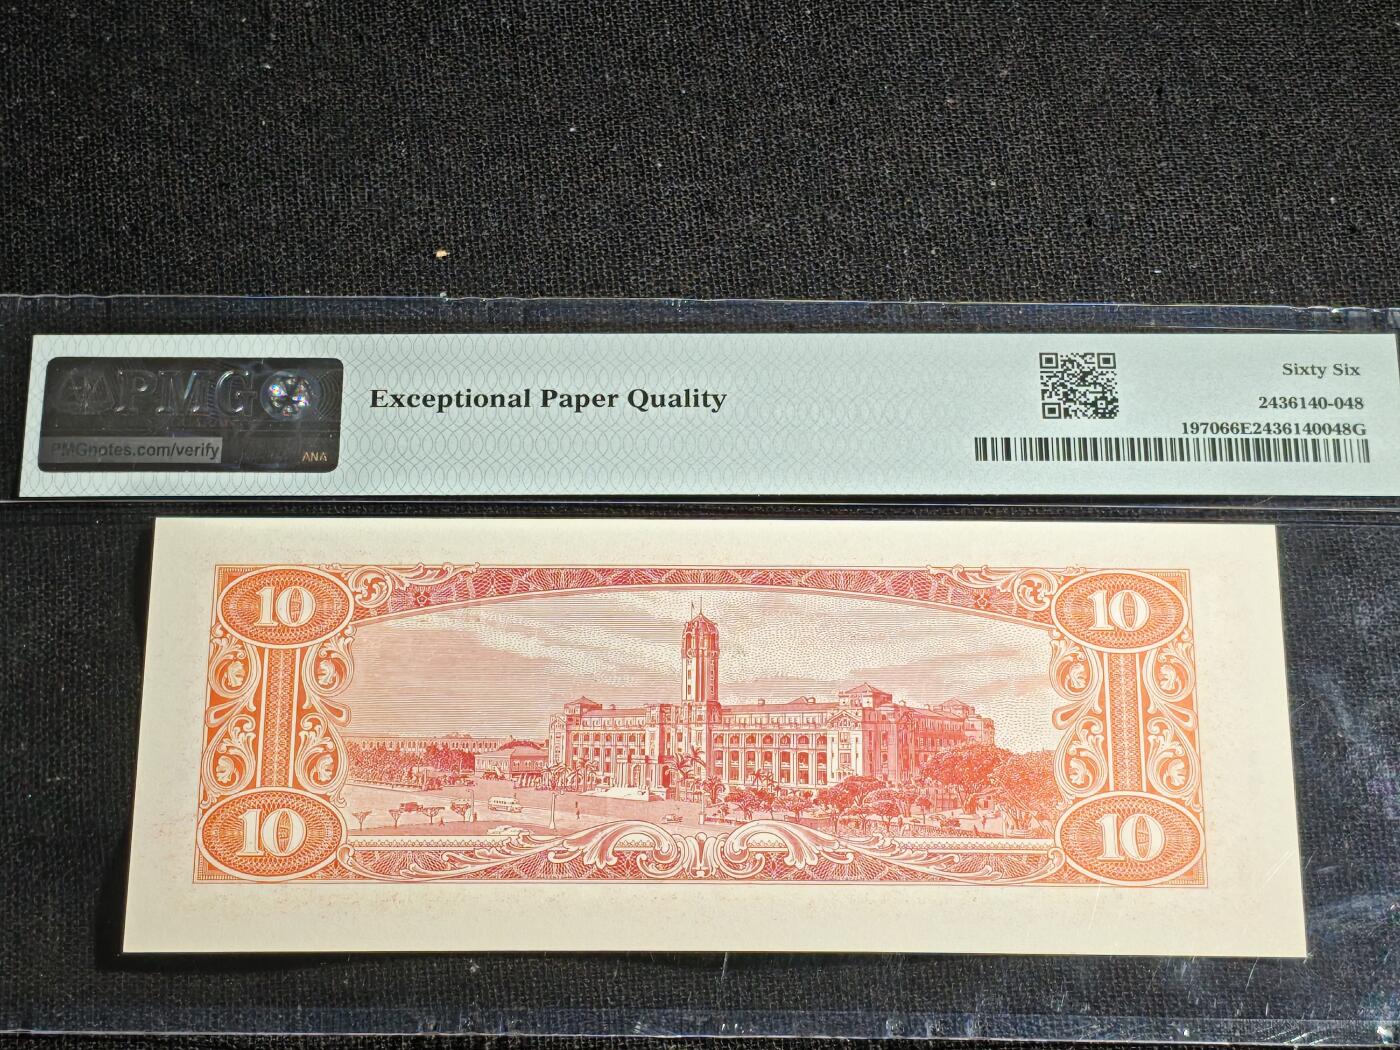 PMG
PMGnotes.com/verify
ANA
Exceptional Paper Quality
Sixty Six
2436140-048
197066E2436140048G
10
10
10
10